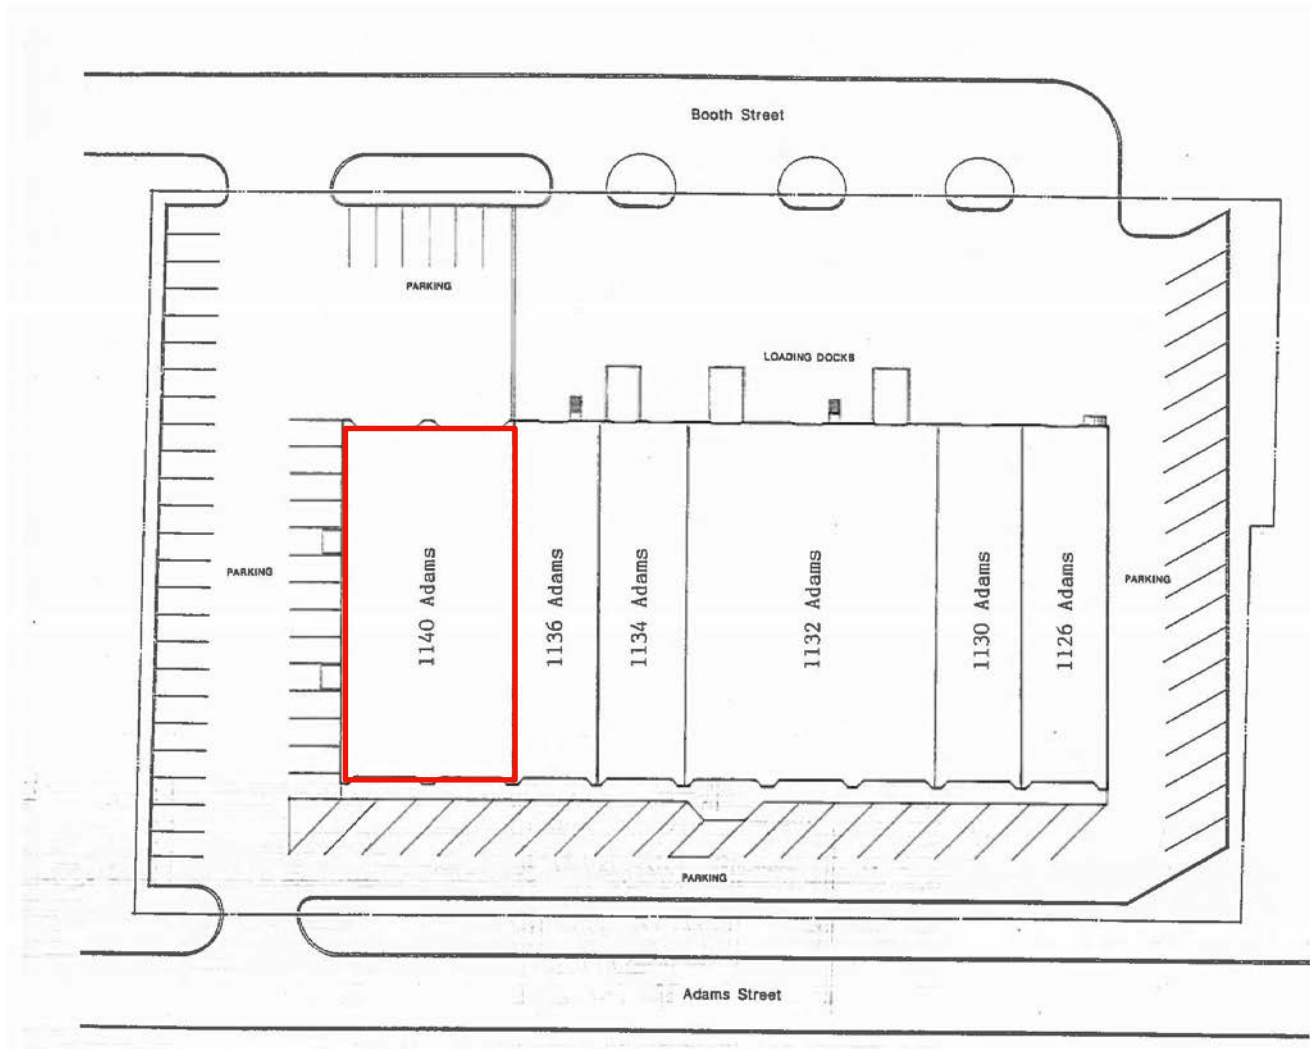 Booth Street
PARKING
LOADING DOCKS
PARKING
1140 Adams
1136 Adams
1134 Adams
1132 Adams
1130 Adams
1126 Adams
PARKING
PARKING
Adams Street